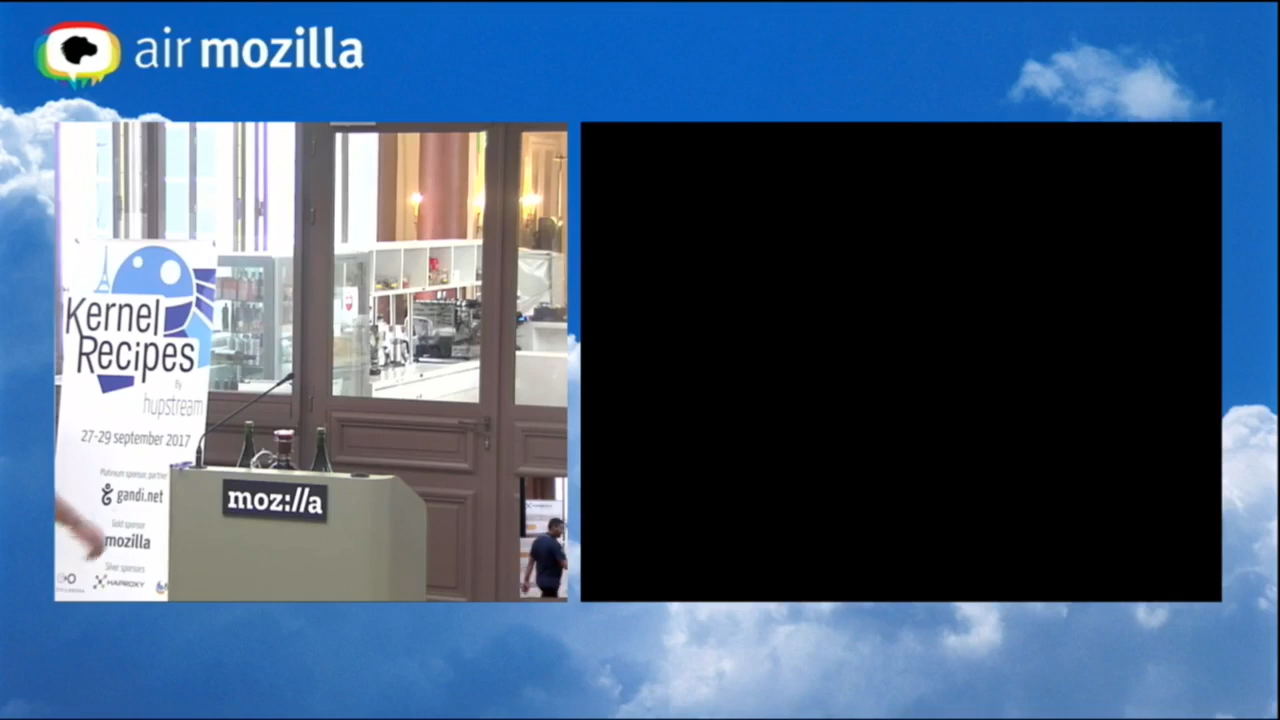 air mozilla
Kernel
Recipes
By
hupstream
27-29 september 2017
Platinum sponsor, partner
gandi.net
Gold sponsor
mozilla
Silver sponsors
HAPROXY
moz://a